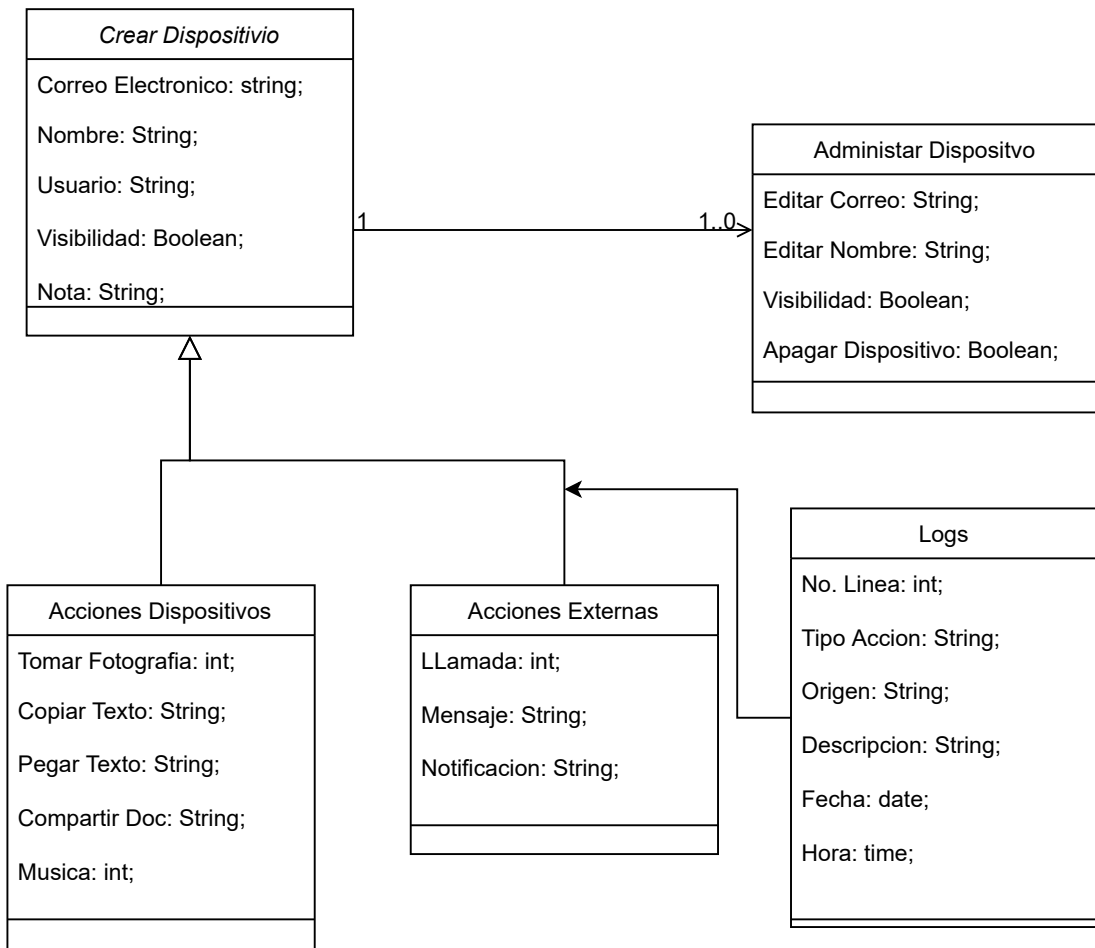 Crear Dispositivio
Correo Electronico: string;
Nombre: String;
Usuario: String;
Visibilidad: Boolean;
Nota: String;
1
1..0
Administar Dispositvo
Editar Correo: String;
Editar Nombre: String;
Visibilidad: Boolean;
Apagar Dispositivo: Boolean;
Acciones Dispositivos
Tomar Fotografia: int;
Copiar Texto: String;
Pegar Texto: String;
Compartir Doc: String;
Musica: int;
Acciones Externas
LLamada: int;
Mensaje: String;
Notificacion: String;
Logs
No. Linea: int;
Tipo Accion: String;
Origen: String;
Descripcion: String;
Fecha: date;
Hora: time;